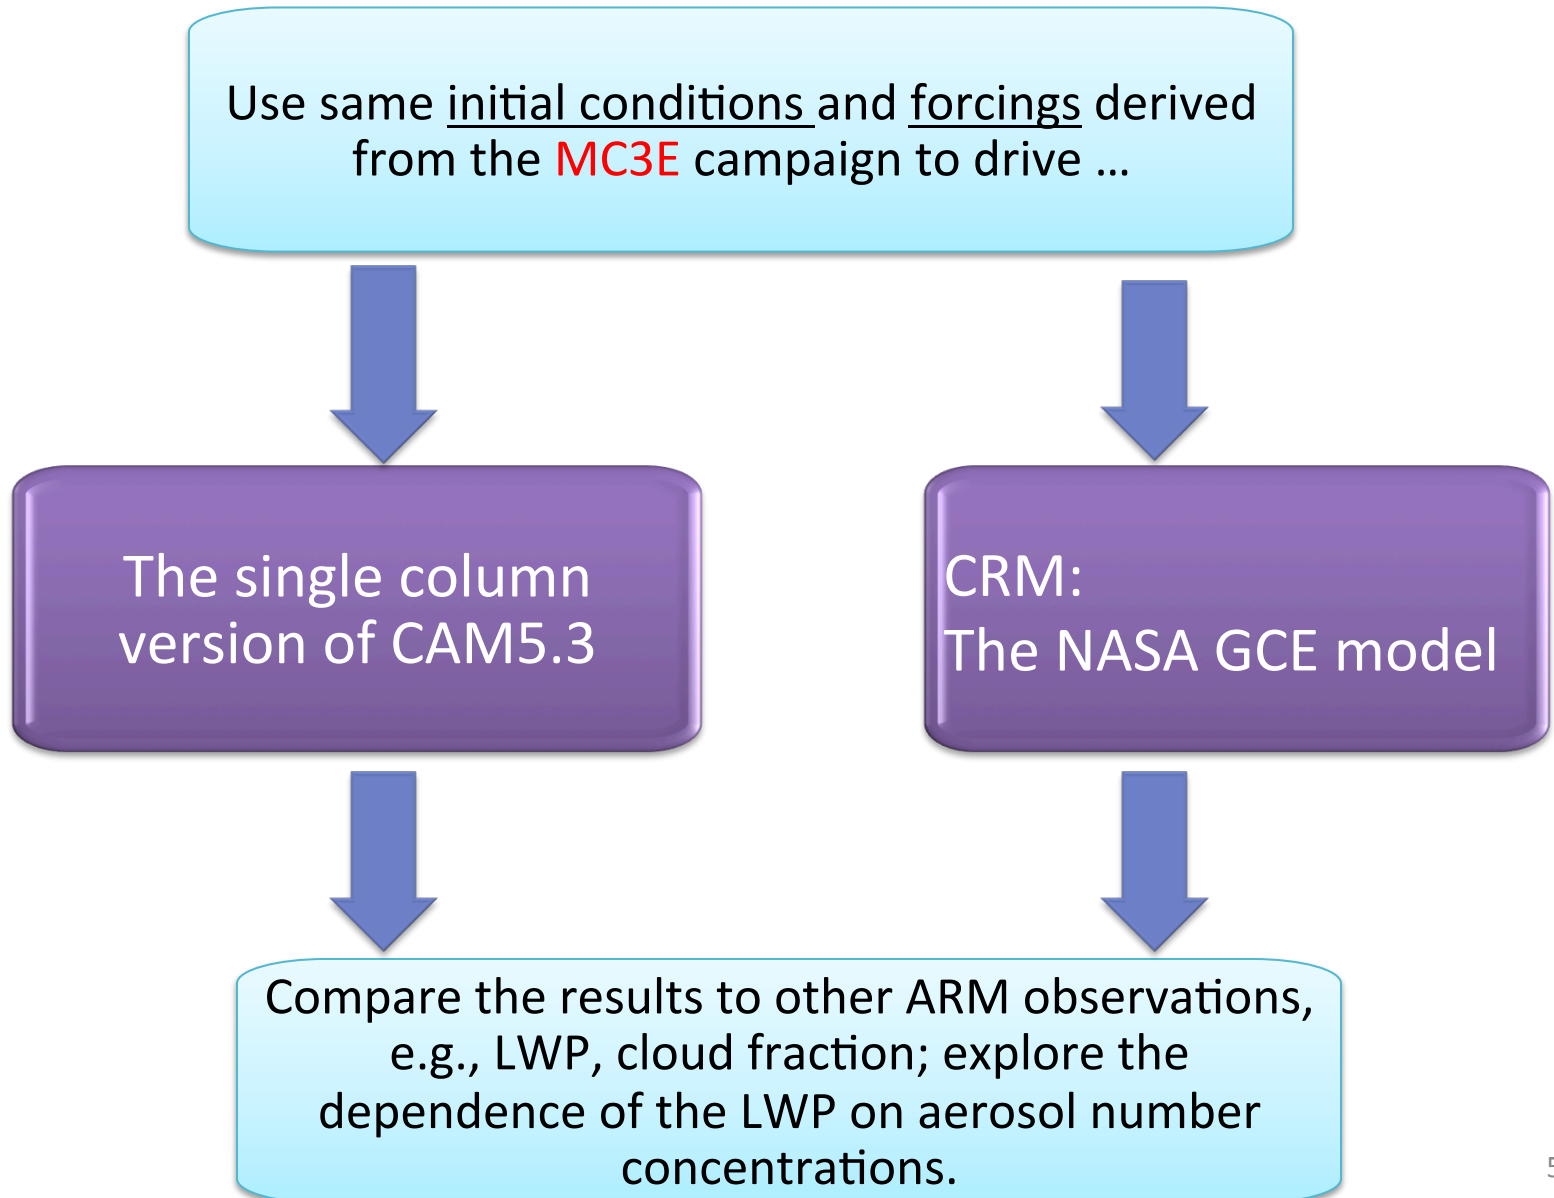 Use same initial conditions and forcings derived
from the MC3E campaign to drive ...
The single column
version of CAM5.3
CRM:
The NASA GCE model
Compare the results to other ARM observations,
e.g., LWP, cloud fraction; explore the
dependence of the LWP on aerosol number
concentrations.
5